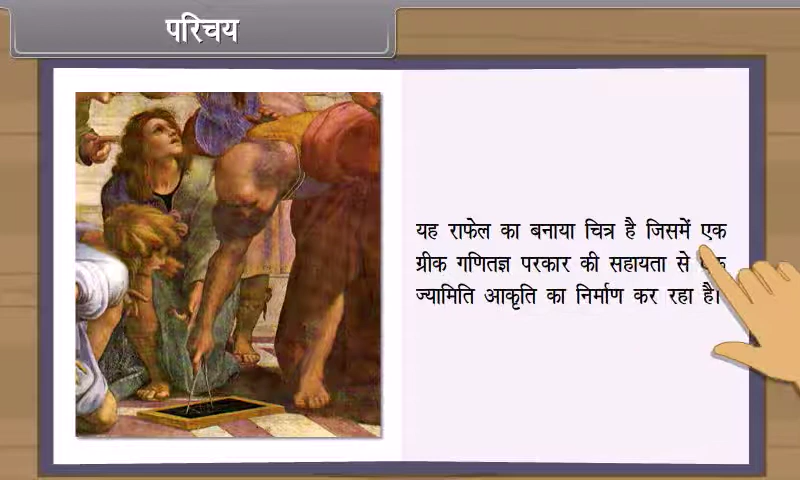 परिचय
यह राफेल का बनाया चित्र है जिसमें एक
ग्रीक गणितज्ञ परकार की सहायता से
ज्यामिति आकृति का निर्माण कर रहा है।